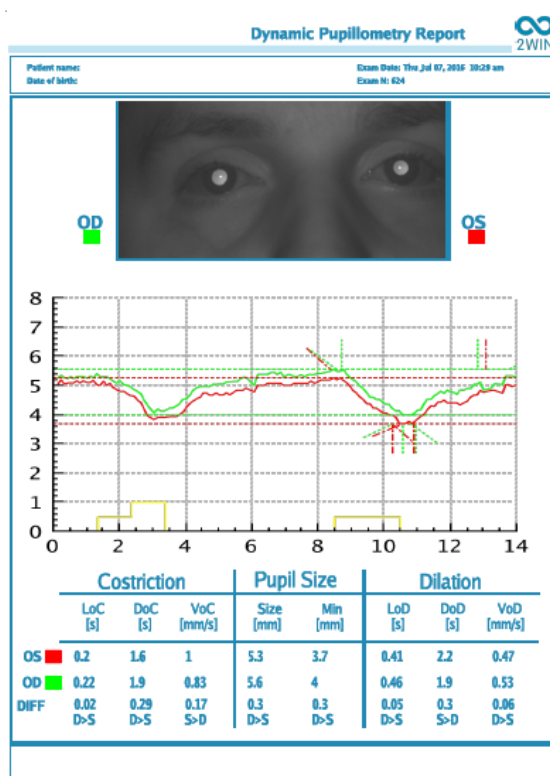 Dynamic Pupillometry Report
2WIN
Patient name:
Exam Date: Thu Jul 07, 2016 10:29 am
Date of birth:
Exam N: 624
OD
OS
8
7
6
5
4
3
2
1
0
0 2 4 6 8 10 12 14
Costriction Pupil Size Dilation
LoC DoC VoC Size Min LoD DoD VoD
[s] [s] [mm/s] [mm] [mm] [s] [s] [mm/s]
OS 0.2 1.6 1 5.3 3.7 0.41 2.2 0.47
OD 0.22 1.9 0.83 5.6 4 0.46 1.9 0.53
DIFF 0.02 0.29 0.17 0.3 0.3 0.05 0.3 0.06
D>S D>S S>D D>S D>S D>S S>D D>S